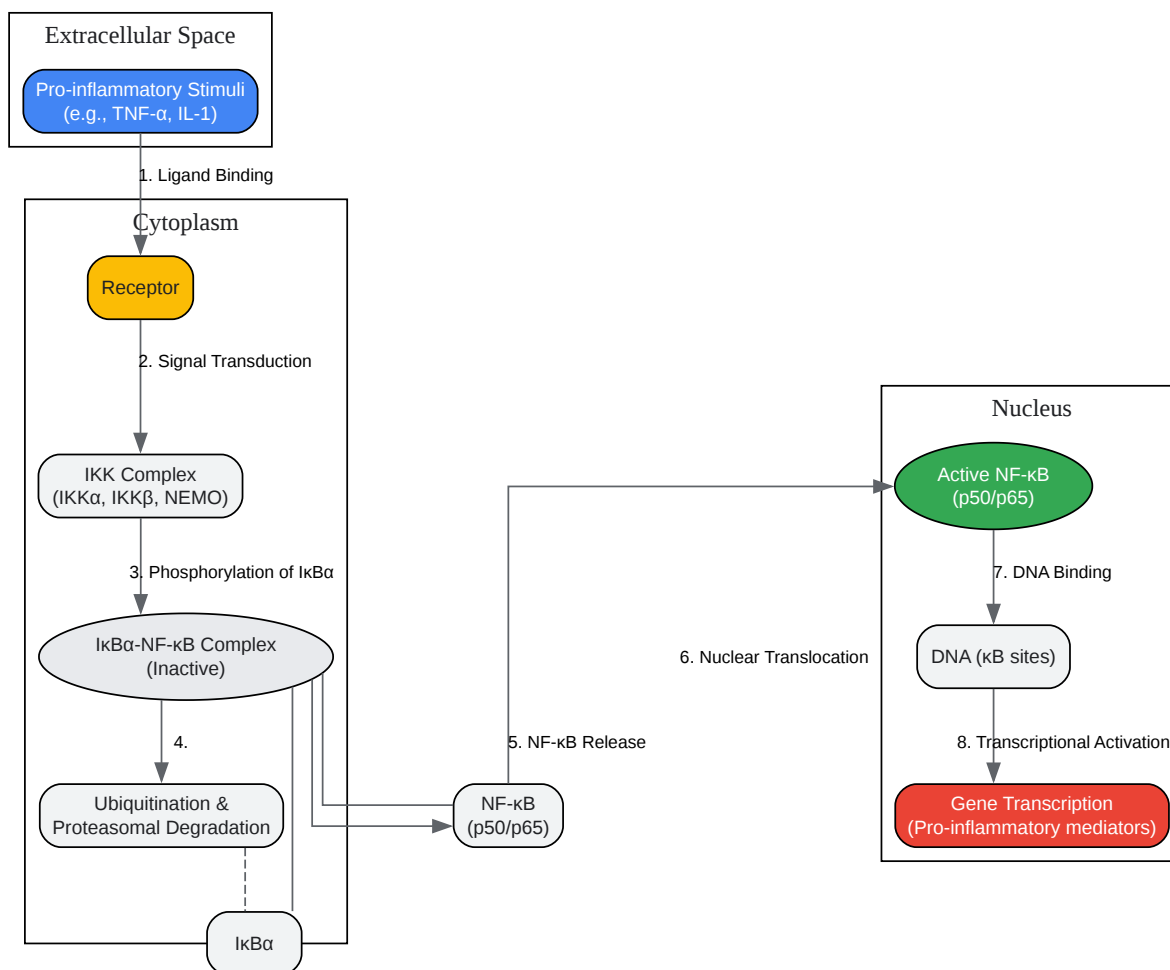 Extracellular Space
Pro-inflammatory Stimuli
(e.g., TNF-α, IL-1)
1. Ligand Binding
Cytoplasm
Receptor
2. Signal Transduction
IKK Complex
(IKKα, IKKβ, NEMO)
3. Phosphorylation of IκBα
IκBα-NF-κB Complex
(Inactive)
4.
Ubiquitination &
Proteasomal Degradation
IκBα
5. NF-κB Release
NF-κB
(p50/p65)
6. Nuclear Translocation
Nucleus
Active NF-κB
(p50/p65)
7. DNA Binding
DNA (κB sites)
8. Transcriptional Activation
Gene Transcription
(Pro-inflammatory mediators)